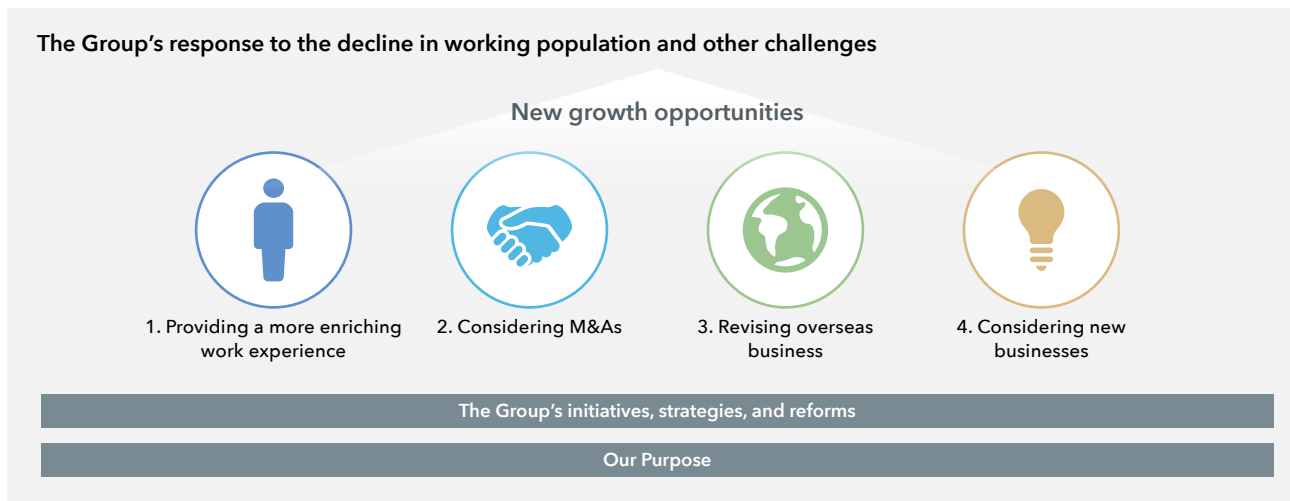 The Group’s response to the decline in working population and other challenges
New growth opportunities
1. Providing a more enriching
work experience
2. Considering M&As
3. Revising overseas
business
4. Considering new
businesses
The Group’s initiatives, strategies, and reforms
Our Purpose